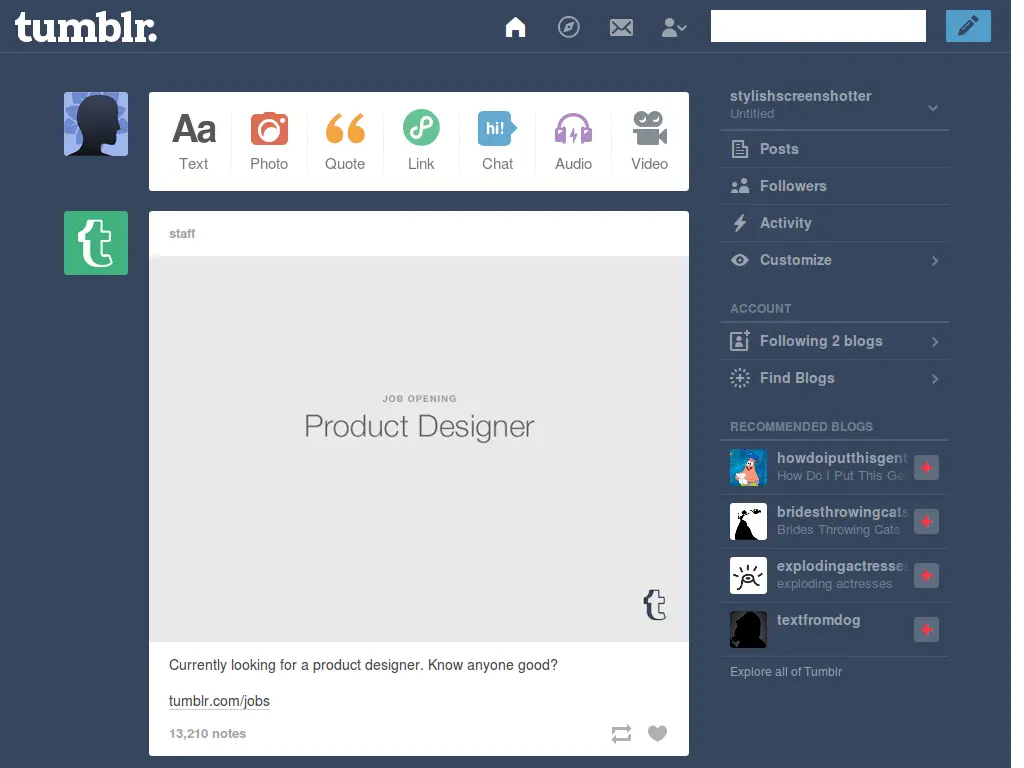 tumblr.
Aa
hi!
Text
Photo
Quote
Link
Chat
Audio
Video
t
staff
JOB OPENING
Product Designer
t
Currently looking for a product designer. Know anyone good?
tumblr.com/jobs
13,210 notes
stylishscreenshotter
Untitled
Posts
Followers
Activity
Customize
ACCOUNT
Following 2 blogs
Find Blogs
RECOMMENDED BLOGS
howdoiputthisgent
How Do I Put This Ge
bridesthrowingcats
Brides Throwing Cats
explodingactresse
exploding actresses
textfromdog
Explore all of Tumblr